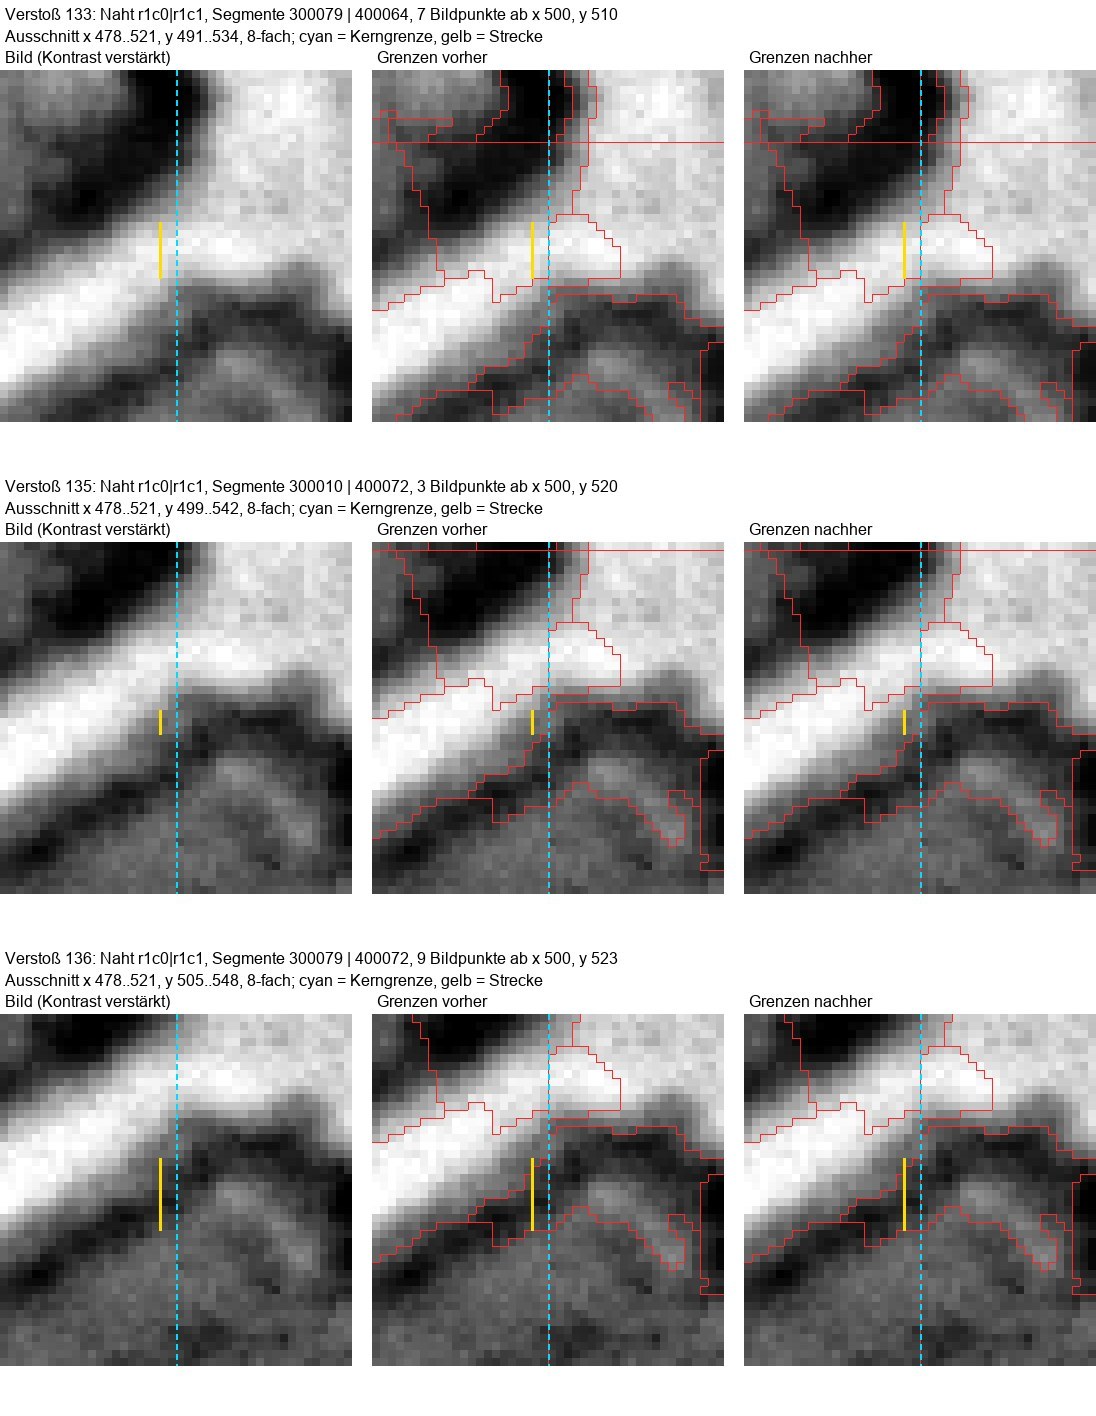 Verstoß 133: Naht r1c0|r1c1, Segmente 300079 | 400064, 7 Bildpunkte ab x 500, y 510
Ausschnitt x 478..521, y 491..534, 8-fach; cyan = Kerngrenze, gelb = Strecke
Bild (Kontrast verstärkt) Grenzen vorher Grenzen nachher
Verstoß 135: Naht r1c0|r1c1, Segmente 300010 | 400072, 3 Bildpunkte ab x 500, y 520
Ausschnitt x 478..521, y 499..542, 8-fach; cyan = Kerngrenze, gelb = Strecke
Bild (Kontrast verstärkt) Grenzen vorher Grenzen nachher
Verstoß 136: Naht r1c0|r1c1, Segmente 300079 | 400072, 9 Bildpunkte ab x 500, y 523
Ausschnitt x 478..521, y 505..548, 8-fach; cyan = Kerngrenze, gelb = Strecke
Bild (Kontrast verstärkt) Grenzen vorher Grenzen nachher